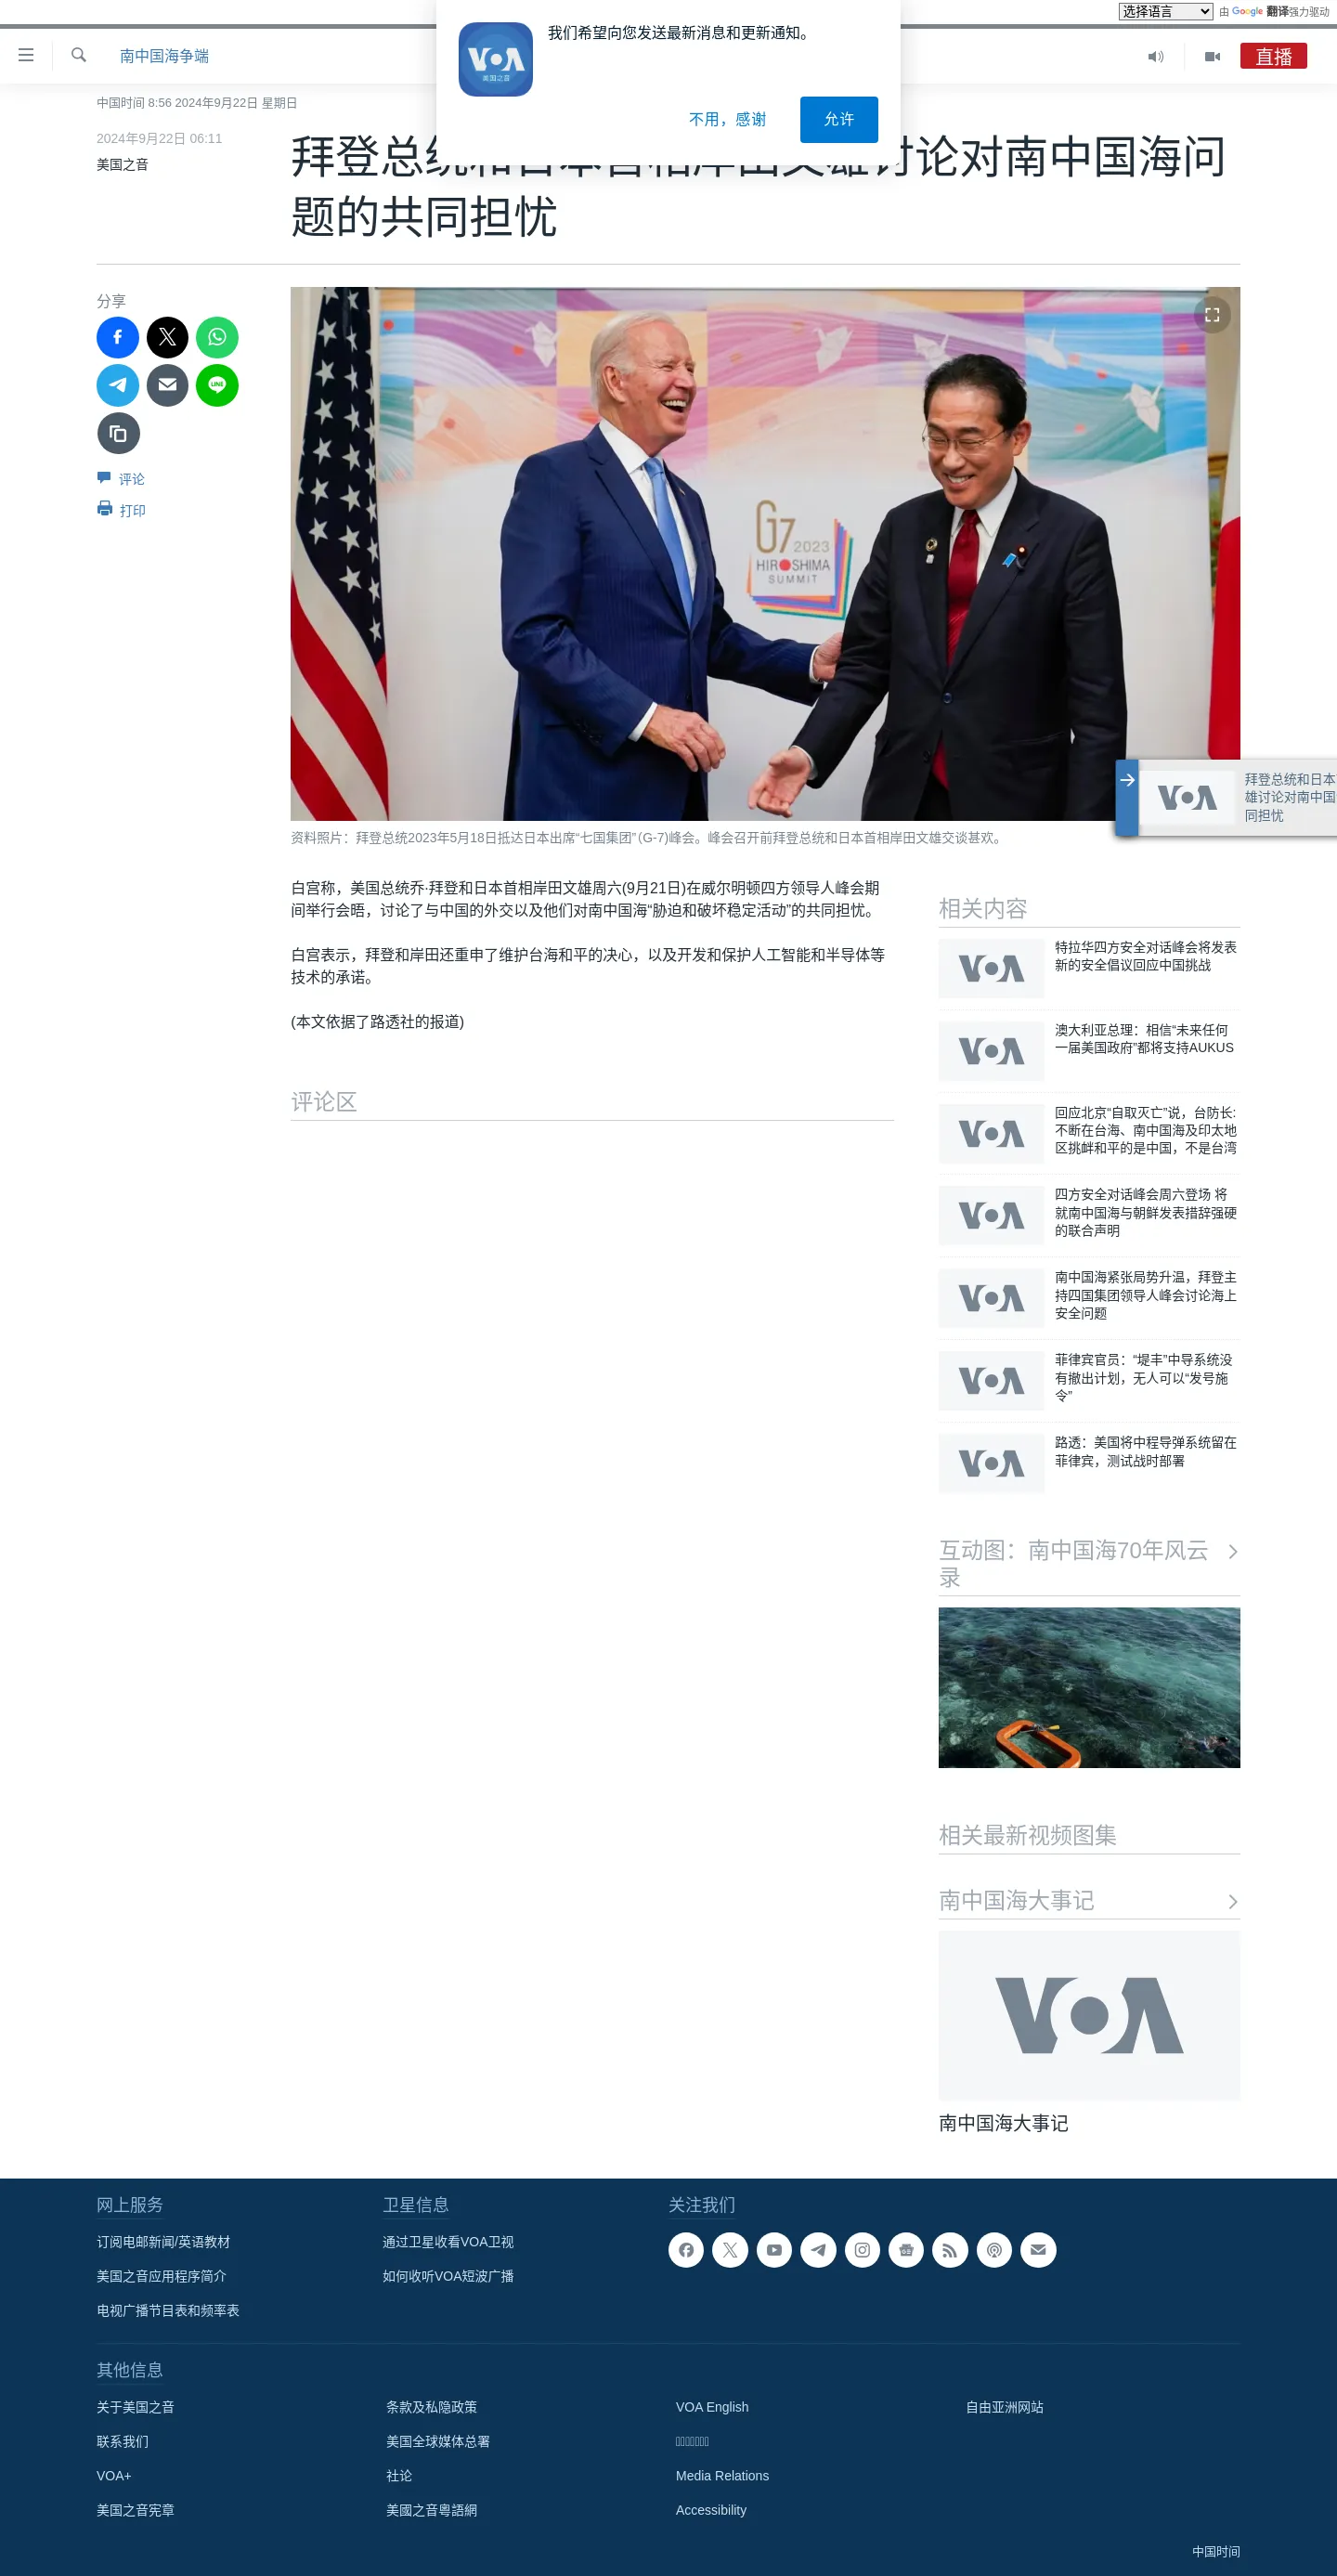 选择语言
由 Google 翻译强力驱动
南中国海争端
VOA
美国之音
我们希望向您发送最新消息和更新通知。
不用，感谢
允许
直播
中国时间 8:56 2024年9月22日 星期日
2024年9月22日 06:11
美国之音
拜登总统和日本首相岸田文雄讨论对南中国海问
题的共同担忧
分享
LINE
评论
打印
G7
2023
HIROSHIMA
SUMMIT
VOA
拜登总统和日本
雄讨论对南中国
同担忧
资料照片：拜登总统2023年5月18日抵达日本出席“七国集团”（G-7)峰会。峰会召开前拜登总统和日本首相岸田文雄交谈甚欢。
白宫称，美国总统乔·拜登和日本首相岸田文雄周六(9月21日)在威尔明顿四方领导人峰会期
间举行会晤，讨论了与中国的外交以及他们对南中国海“胁迫和破坏稳定活动”的共同担忧。
白宫表示，拜登和岸田还重申了维护台海和平的决心，以及开发和保护人工智能和半导体等
技术的承诺。
(本文依据了路透社的报道)
评论区
相关内容
VOA
特拉华四方安全对话峰会将发表
新的安全倡议回应中国挑战
VOA
澳大利亚总理：相信“未来任何
一届美国政府”都将支持AUKUS
VOA
回应北京“自取灭亡”说，台防长:
不断在台海、南中国海及印太地
区挑衅和平的是中国，不是台湾
VOA
四方安全对话峰会周六登场 将
就南中国海与朝鲜发表措辞强硬
的联合声明
VOA
南中国海紧张局势升温，拜登主
持四国集团领导人峰会讨论海上
安全问题
VOA
菲律宾官员：“堤丰”中导系统没
有撤出计划，无人可以“发号施
令”
VOA
路透：美国将中程导弹系统留在
菲律宾，测试战时部署
互动图：南中国海70年风云
录
相关最新视频图集
南中国海大事记
VOA
南中国海大事记
网上服务
订阅电邮新闻/英语教材
美国之音应用程序简介
电视广播节目表和频率表
卫星信息
通过卫星收看VOA卫视
如何收听VOA短波广播
关注我们
其他信息
关于美国之音
联系我们
VOA+
美国之音宪章
条款及私隐政策
美国全球媒体总署
社论
美國之音粵語網
VOA English
Media Relations
Accessibility
自由亚洲网站
中国时间